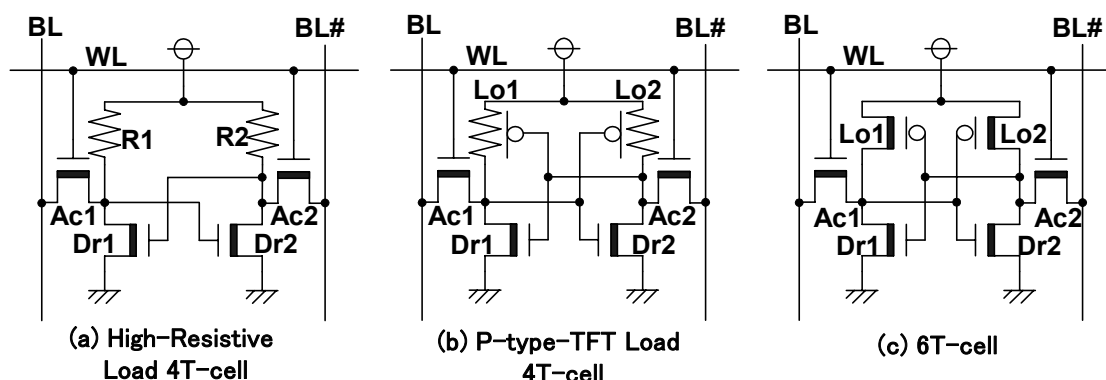 BL
BL#
WL
R1
R2
Ac1
Ac2
Dr1
Dr2
(a) High-Resistive
Load 4T-cell
BL
BL#
WL
Lo1
Lo2
Ac1
Ac2
Dr1
Dr2
(b) P-type-TFT Load
4T-cell
BL
BL#
WL
Lo1
Lo2
Ac1
Ac2
Dr1
Dr2
(c) 6T-cell